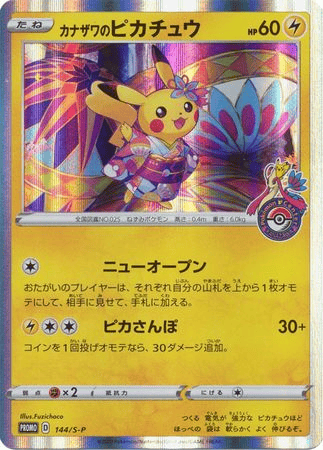 たね カナザワのピカチュウ HP60
全国図鑑NO.025 ねずみポケモン 高さ:0.4m 重さ:6.0kg
ニューオープン
おたがいのプレイヤーは、それぞれ自分の山札を上から1枚オモ
テにして、相手に見せて、手札に加える。
ピカさんぽ 30+
コインを1回投げオモテなら、30ダメージ追加。
弱点 ×2 抵抗力 にげる
Illus.Fuzichoco
PROMO D 144/S-P
つくる 電気が 強力な ピカチュウほど
ほっぺの 袋は 軟らかく よく 伸びるぞ。